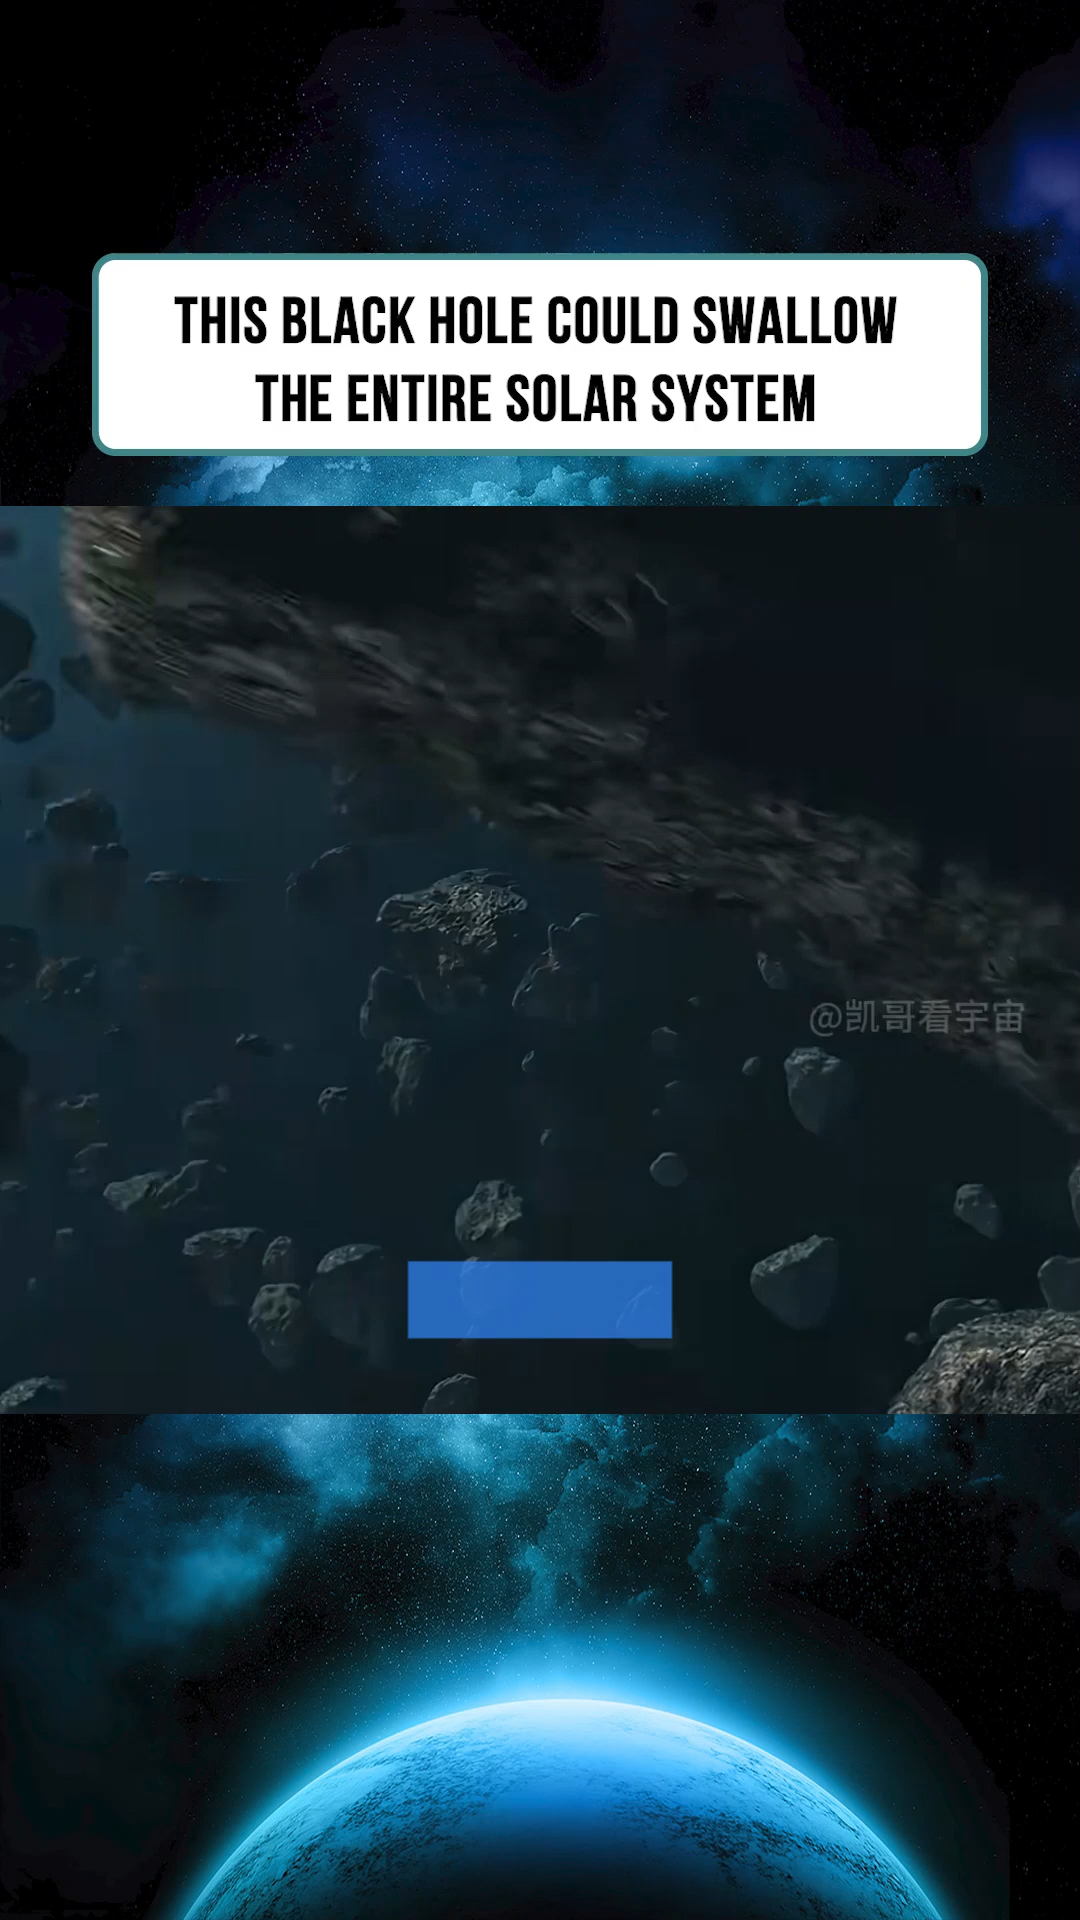 THIS BLACK HOLE COULD SWALLOW
THE ENTIRE SOLAR SYSTEM
@凯哥看宇宙